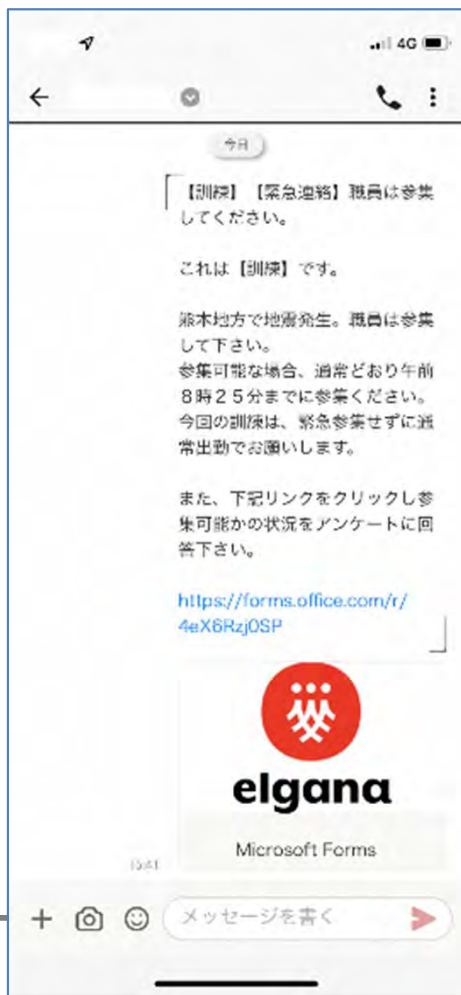 4G
今日
【訓練】【緊急連絡】職員は参集
してください。
これは【訓練】です。
熊本地方で地震発生。職員は参集
して下さい。
参集可能な場合、通常どおり午前
８時２５分までに参集ください。
今回の訓練は、緊急参集せずに通
常出勤でお願いします。
また、下記リンクをクリックし参
集可能かの状況をアンケートに回
答下さい。
https://forms.office.com/r/
4eX6Rzj0SP
elgana
Microsoft Forms
メッセージを書く